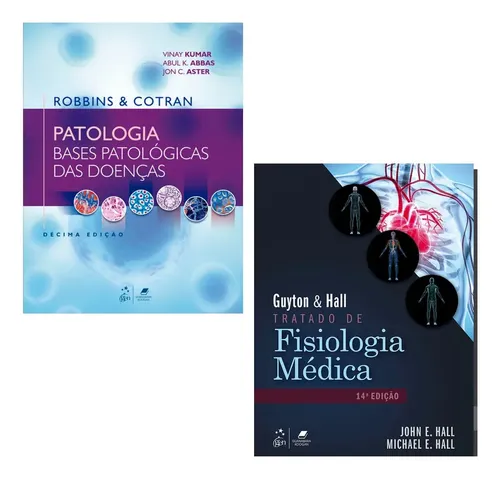 VINAY KUMAR
ABUL K. ABBAS
JON C. ASTER
ROBBINS & COTRAN
PATOLOGIA
BASES PATOLÓGICAS
DAS DOENÇAS
DÉCIMA EDIÇÃO
Guyton & Hall
TRATADO DE
Fisiologia
Médica
14ª EDIÇÃO
JOHN E. HALL
MICHAEL E. HALL